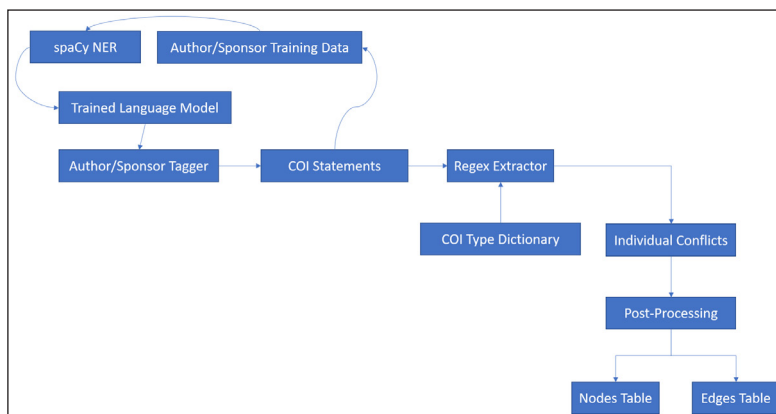 spaCy NER
Author/Sponsor Training Data
Trained Language Model
Author/Sponsor Tagger
COI Statements
Regex Extractor
COI Type Dictionary
Individual Conflicts
Post-Processing
Nodes Table
Edges Table